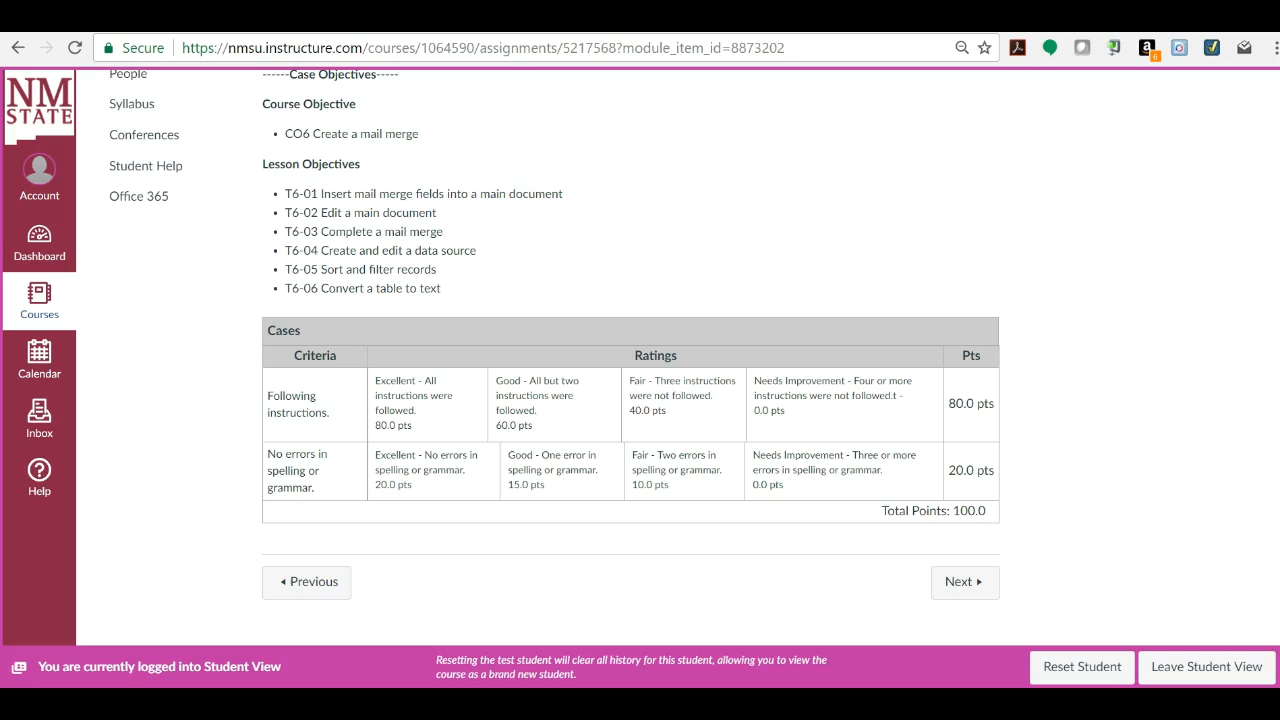 Secure https://nmsu.instructure.com/courses/1064590/assignments/5217568?module_item_id=8873202
6
NM
STATE
Account
Dashboard
Courses
Calendar
Inbox
Help
People
Syllabus
Conferences
Student Help
Office 365
------Case Objectives-----
Course Objective
• CO6 Create a mail merge
Lesson Objectives
• T6-01 Insert mail merge fields into a main document
• T6-02 Edit a main document
• T6-03 Complete a mail merge
• T6-04 Create and edit a data source
• T6-05 Sort and filter records
• T6-06 Convert a table to text
Cases
Criteria Ratings Pts
Following
instructions.
Excellent - All
instructions were
followed.
80.0 pts
Good - All but two
instructions were
followed.
60.0 pts
Fair - Three instructions
were not followed.
40.0 pts
Needs Improvement - Four or more
instructions were not followed.t -
0.0 pts
80.0 pts
No errors in
spelling or
grammar.
Excellent - No errors in
spelling or grammar.
20.0 pts
Good - One error in
spelling or grammar.
15.0 pts
Fair - Two errors in
spelling or grammar.
10.0 pts
Needs Improvement - Three or more
errors in spelling or grammar.
0.0 pts
20.0 pts
Total Points: 100.0
Previous
Next
You are currently logged into Student View
Resetting the test student will clear all history for this student, allowing you to view the
course as a brand new student.
Reset Student
Leave Student View